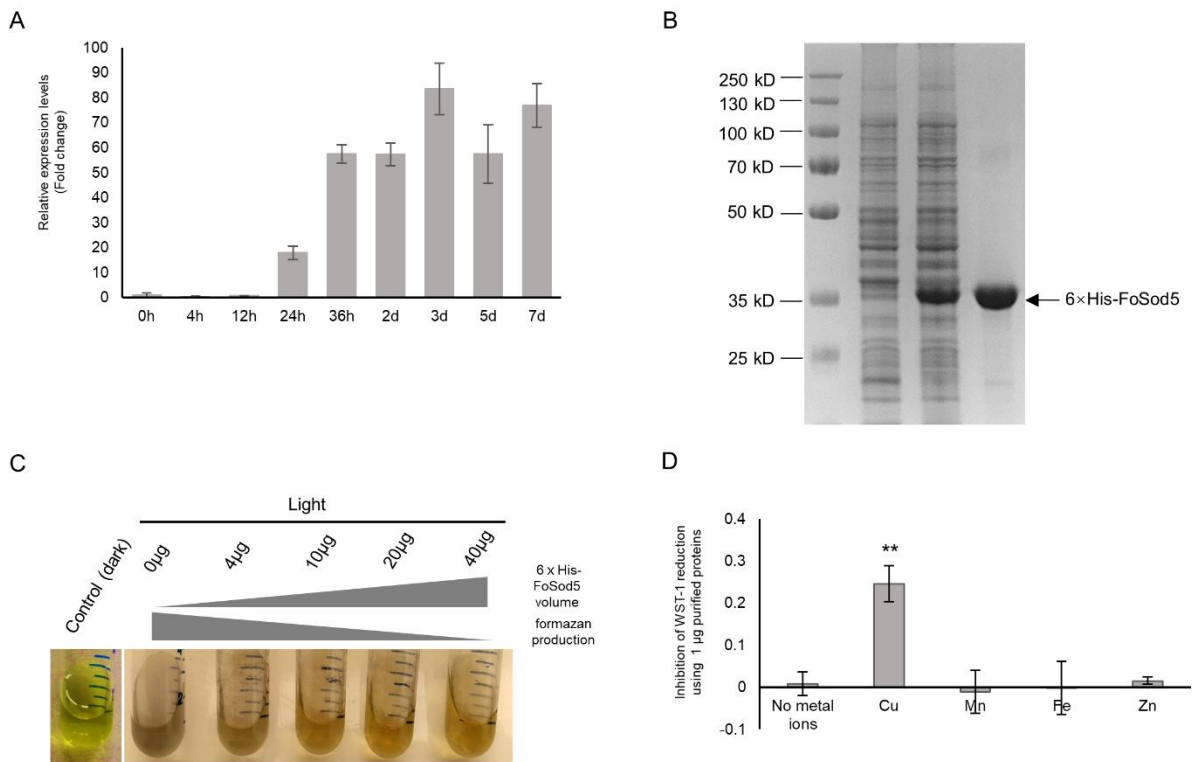 A
Relative expression levels
(Fold change)
100
90
80
70
60
50
40
30
20
10
0
0h 4h 12h 24h 36h 2d 3d 5d 7d
B
250 kD
130 kD
100 kD
70 kD
50 kD
35 kD
25 kD
6×His-FoSod5
C
Light
Control (dark)
0µg 4µg 10µg 20µg 40µg
6 x His-
FoSod5
volume
formazan
production
D
Inhibition of WST-1 reduction
using 1 µg purified proteins
0.4
0.3
0.2
0.1
0
-0.1
**
No metal
ions
Cu Mn Fe Zn